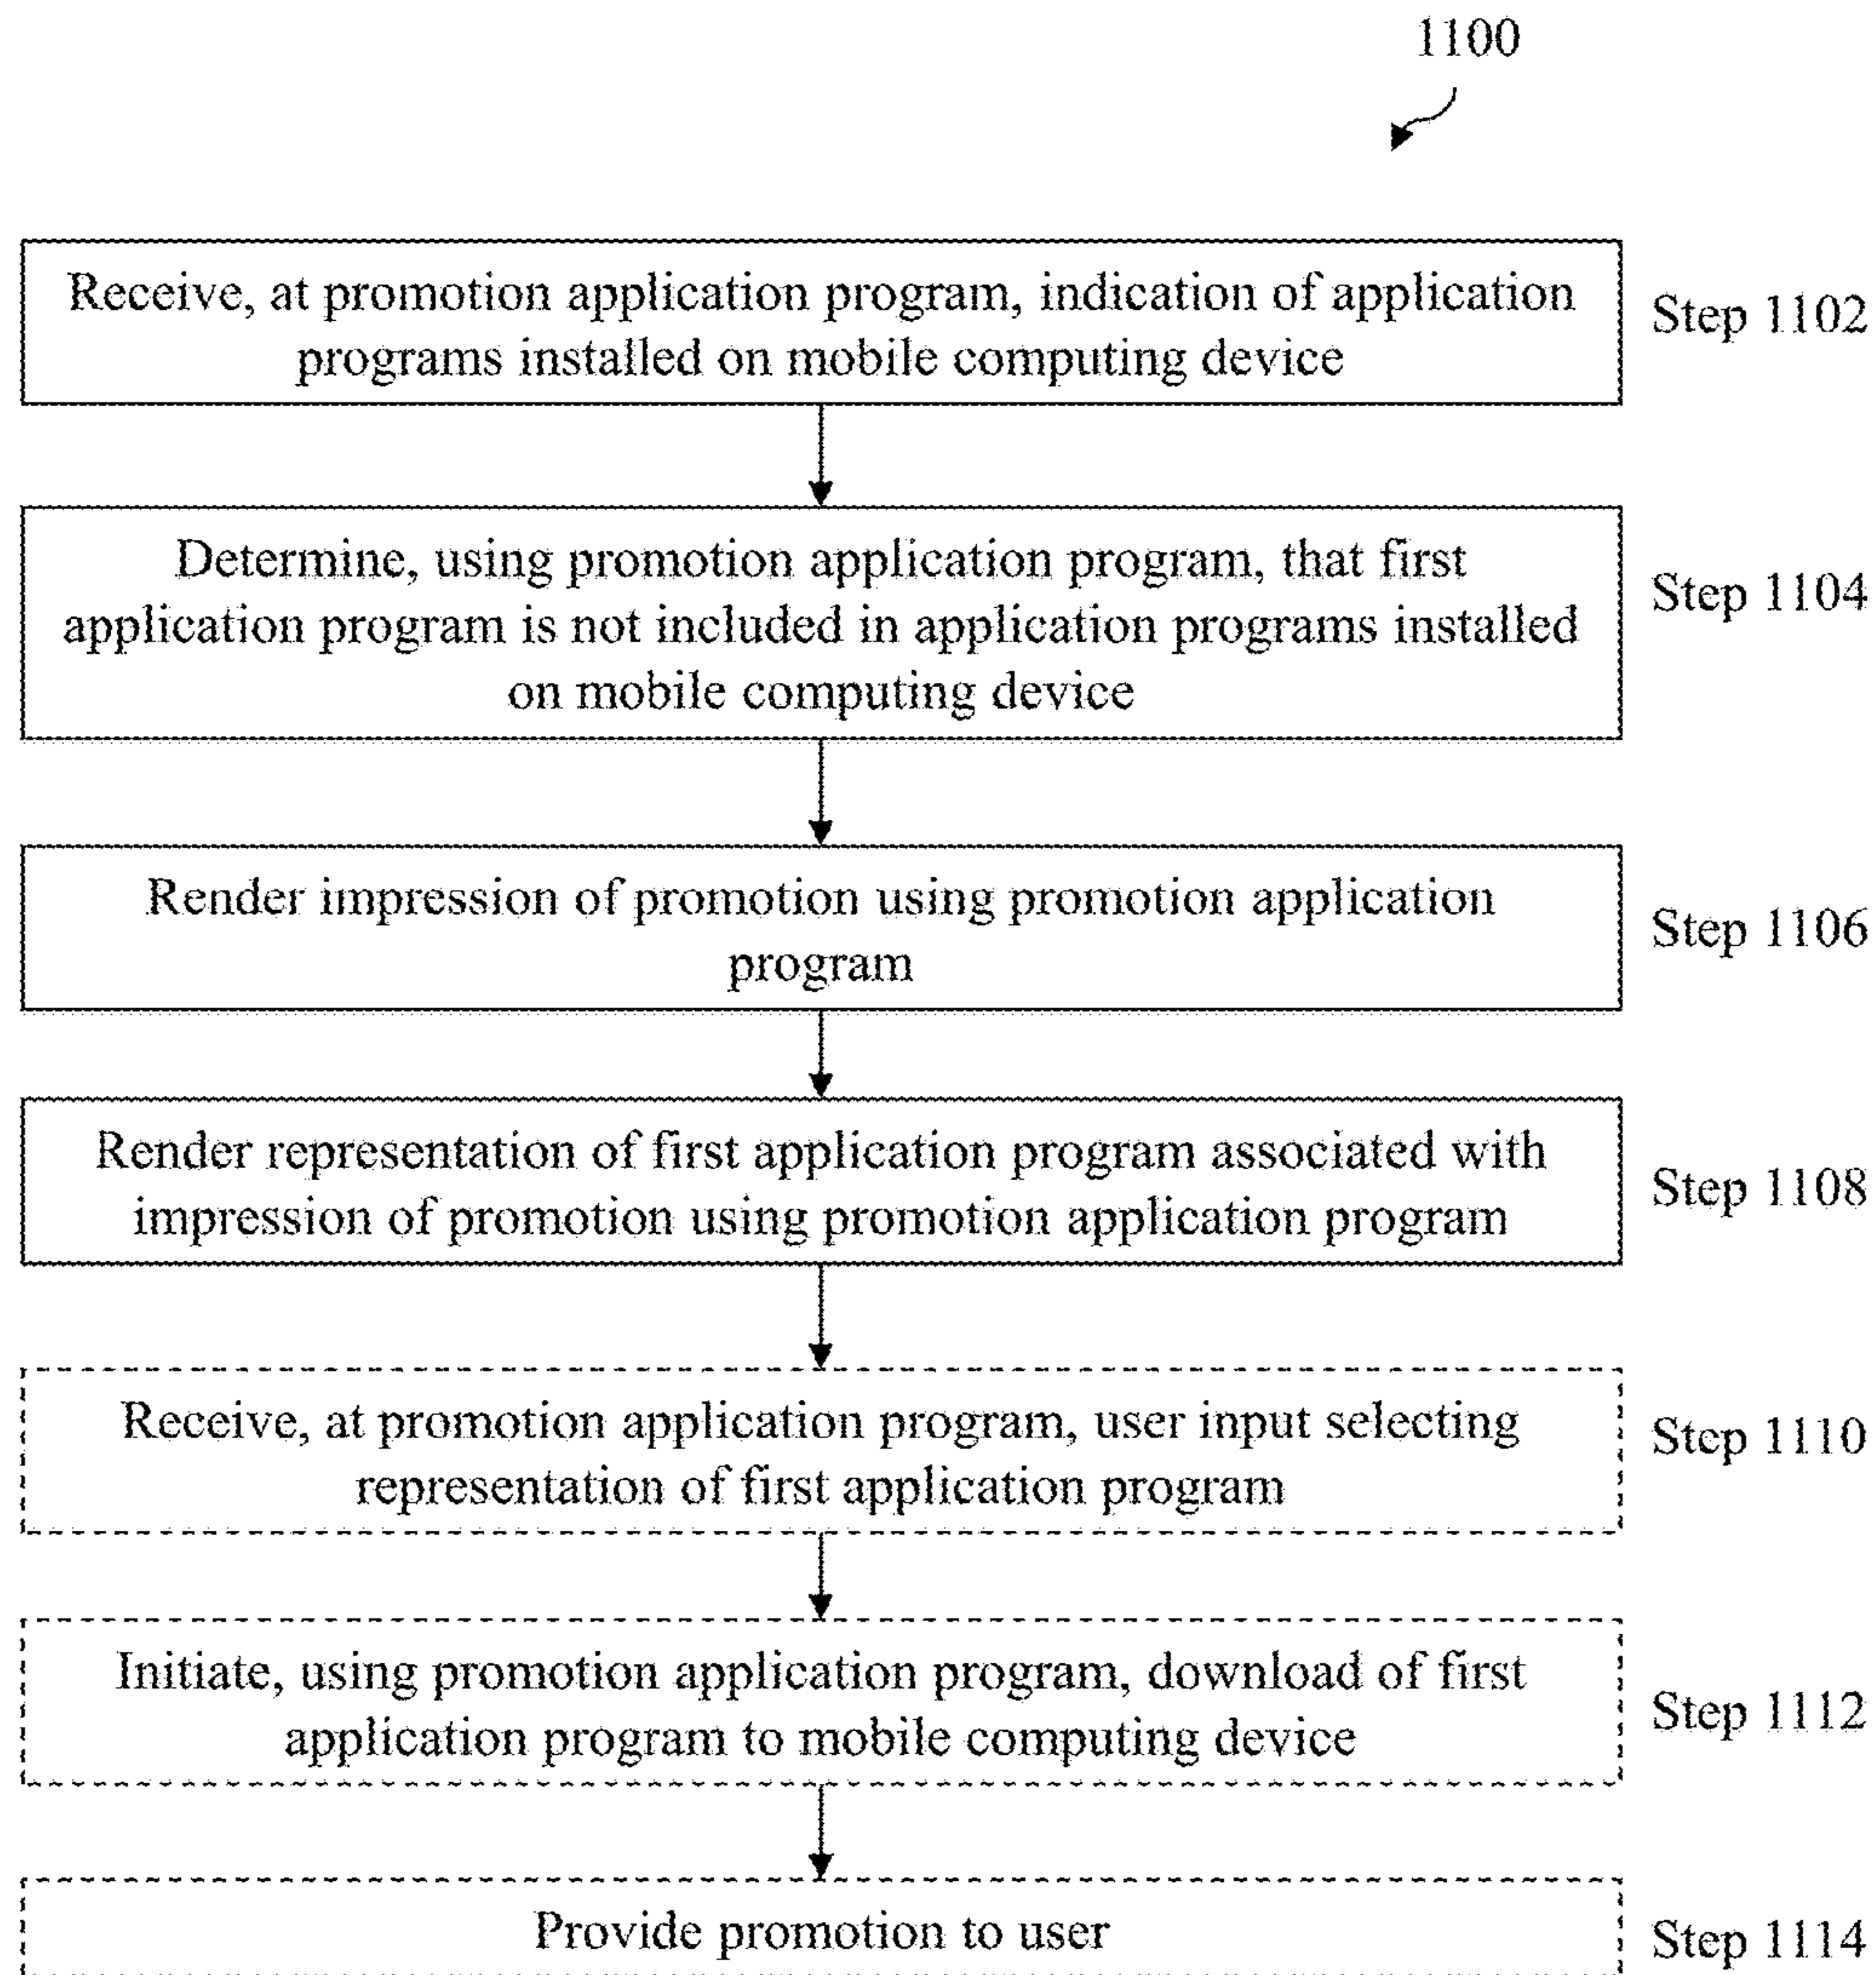 1100
Receive, at promotion application program, indication of application
programs installed on mobile computing device
Step 1102
Determine, using promotion application program, that first
application program is not included in application programs installed
on mobile computing device
Step 1104
Render impression of promotion using promotion application
program
Step 1106
Render representation of first application program associated with
impression of promotion using promotion application program
Step 1108
Receive, at promotion application program, user input selecting
representation of first application program
Step 1110
Initiate, using promotion application program, download of first
application program to mobile computing device
Step 1112
Provide promotion to user
Step 1114